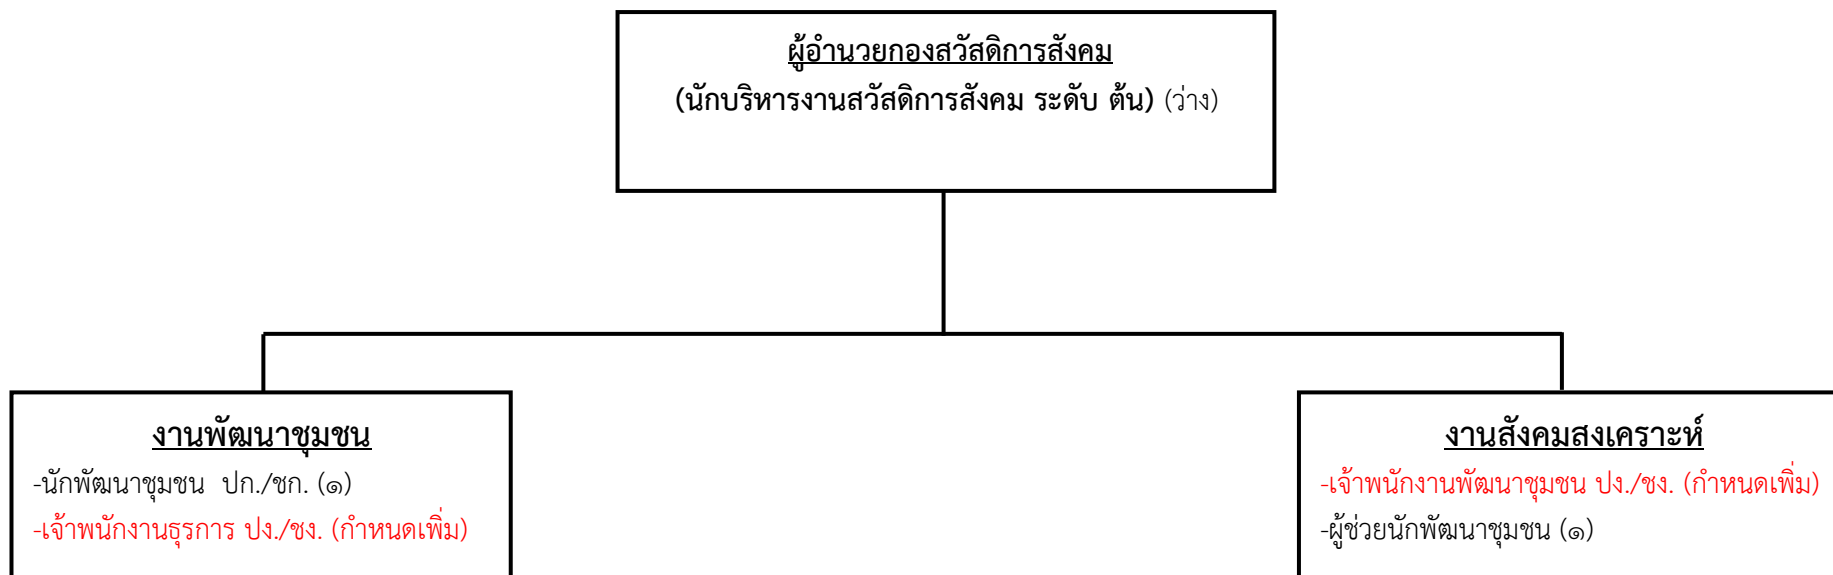 ผู้อำนวยกองสวัสดิการสังคม
(นักบริหารงานสวัสดิการสังคม ระดับ ต้น) (ว่าง)
งานพัฒนาชุมชน
-นักพัฒนาชุมชน ปก./ชก. (๑)
-เจ้าพนักงานธุรการ ปง./ชง. (กำหนดเพิ่ม)
งานสังคมสงเคราะห์
-เจ้าพนักงานพัฒนาชุมชน ปง./ชง. (กำหนดเพิ่ม)
-ผู้ช่วยนักพัฒนาชุมชน (๑)